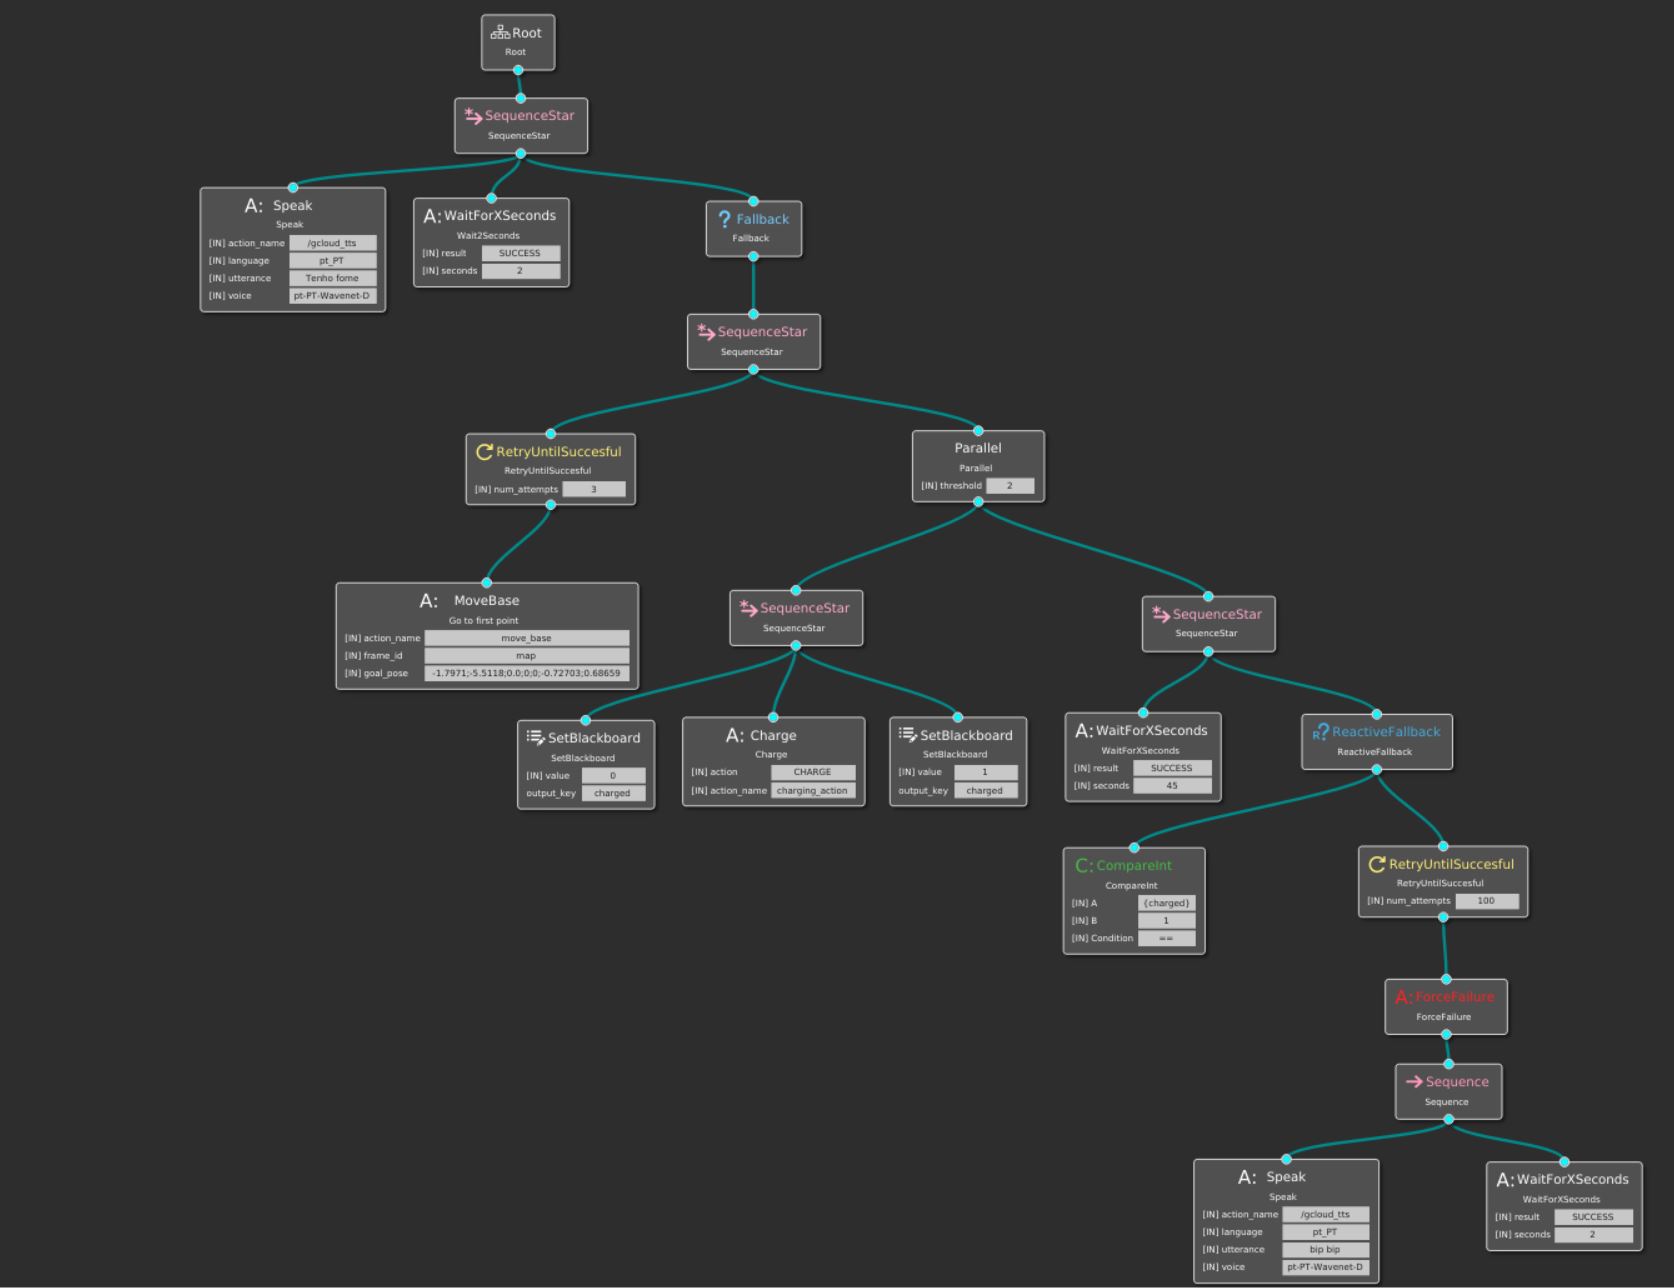 Root
Root
SequenceStar
SequenceStar
A: Speak
Speak
[IN] action_name /gcloud_tts
[IN] language pt_PT
[IN] utterance Tenho fome
[IN] voice pt-PT-Wavenet-D
A: WaitForXSeconds
Wait2Seconds
[IN] result SUCCESS
[IN] seconds 2
? Fallback
Fallback
SequenceStar
SequenceStar
RetryUntilSuccesful
RetryUntilSuccesful
[IN] num_attempts 3
Parallel
Parallel
[IN] threshold 2
A: MoveBase
Go to first point
[IN] action_name move_base
[IN] frame_id map
[IN] goal_pose -1.7971;-5.5118;0.0;0;0;-0.72703;0.68659
SequenceStar
SequenceStar
SequenceStar
SequenceStar
SetBlackboard
SetBlackboard
[IN] value 0
output_key charged
A: Charge
Charge
[IN] action CHARGE
[IN] action_name charging_action
SetBlackboard
SetBlackboard
[IN] value 1
output_key charged
A: WaitForXSeconds
WaitForXSeconds
[IN] result SUCCESS
[IN] seconds 45
R? ReactiveFallback
ReactiveFallback
C: CompareInt
CompareInt
[IN] A {charged}
[IN] B 1
[IN] Condition ==
RetryUntilSuccesful
RetryUntilSuccesful
[IN] num_attempts 100
A: ForceFailure
ForceFailure
Sequence
Sequence
A: Speak
Speak
[IN] action_name /gcloud_tts
[IN] language pt_PT
[IN] utterance bip bip
[IN] voice pt-PT-Wavenet-D
A: WaitForXSeconds
WaitForXSeconds
[IN] result SUCCESS
[IN] seconds 2